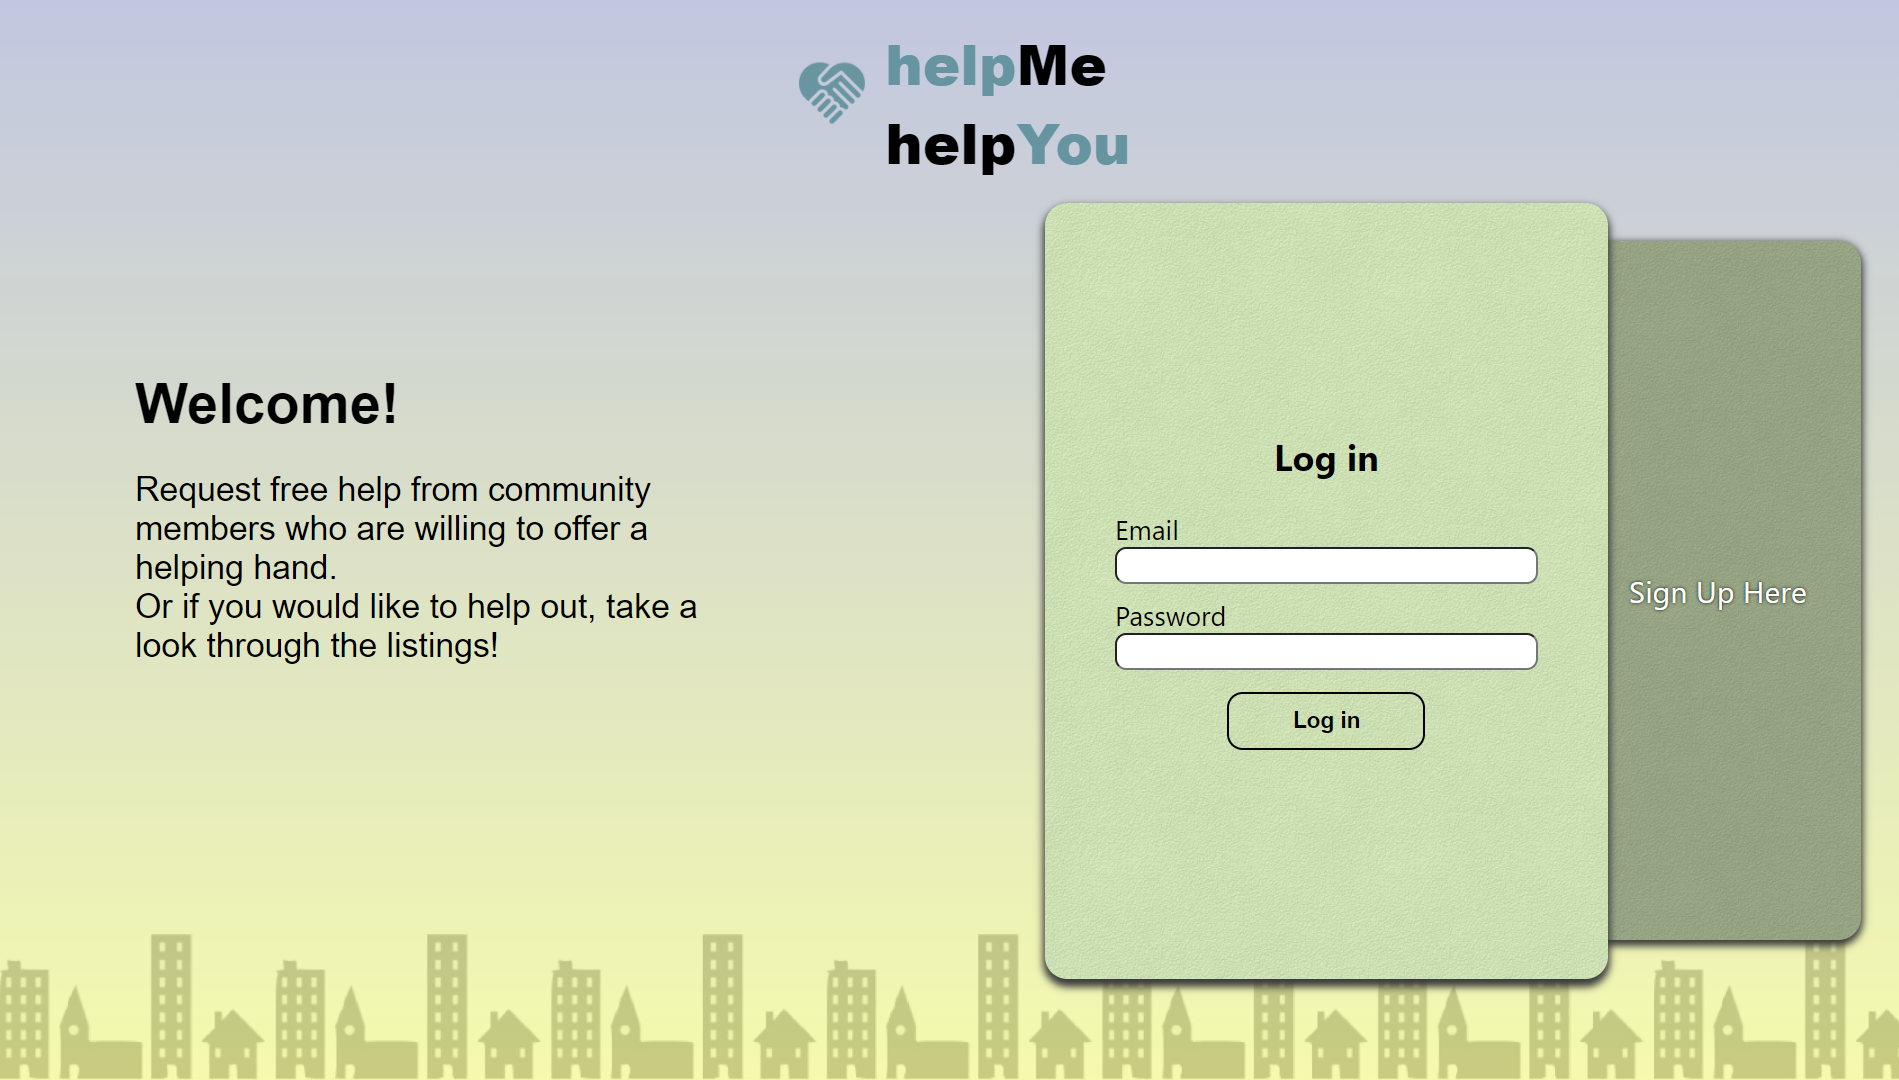 helpMe
helpYou
Welcome!
Request free help from community
members who are willing to offer a
helping hand.
Or if you would like to help out, take a
look through the listings!
Log in
Email
Password
Log in
Sign Up Here